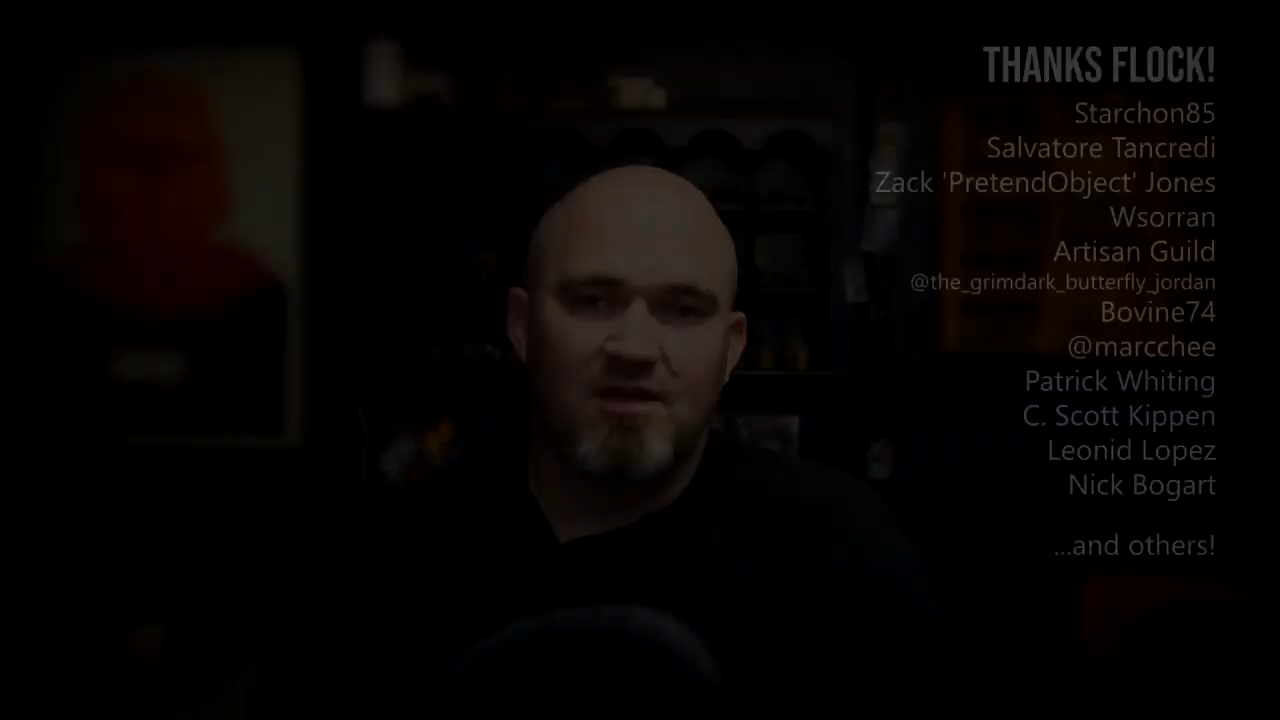 THANKS FLOCK!
Starchon85
Salvatore Tancredi
Zack 'PretendObject' Jones
Wsorran
Artisan Guild
@the_grimdark_butterfly_jordan
Bovine74
@marcchee
Patrick Whiting
C. Scott Kippen
Leonid Lopez
Nick Bogart
...and others!